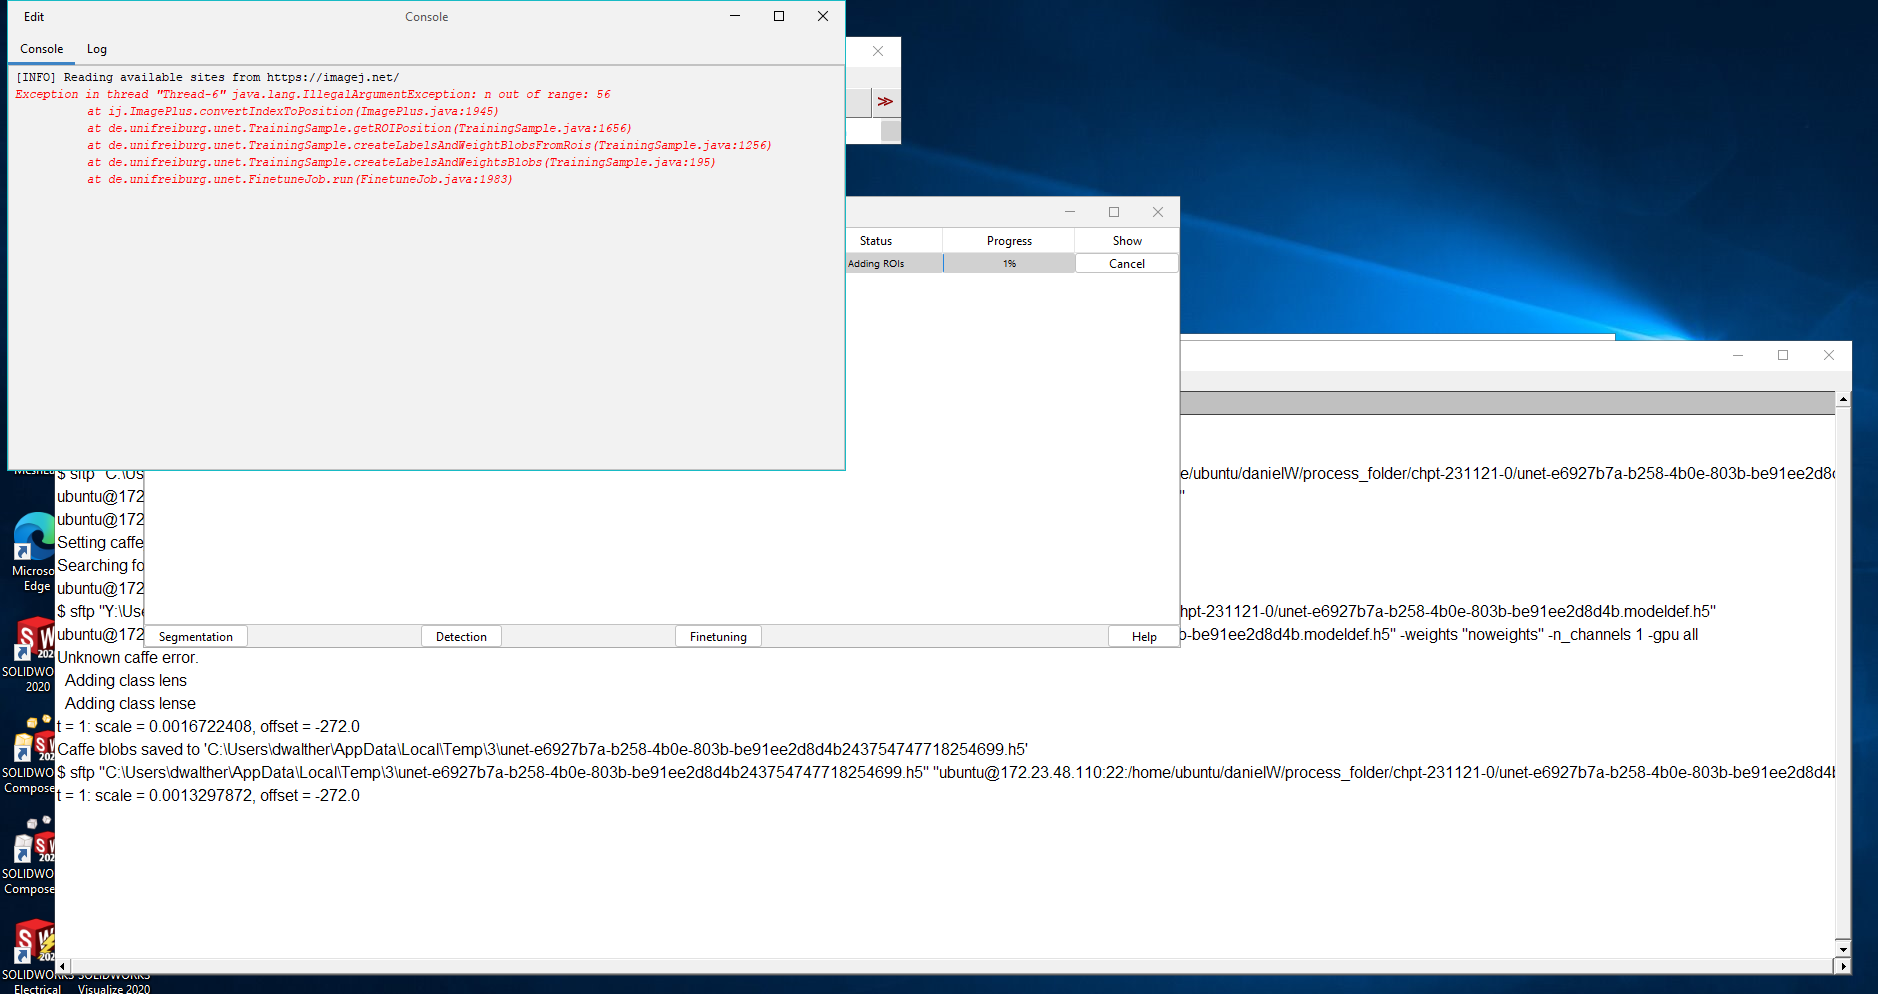 Edit
Console
Console
Log
[INFO] Reading available sites from https://imagej.net/
Exception in thread "Thread-6" java.lang.IllegalArgumentException: n out of range: 56
at ij.ImagePlus.convertIndexToPosition(ImagePlus.java:1945)
at de.unifreiburg.unet.TrainingSample.getROIPosition(TrainingSample.java:1656)
at de.unifreiburg.unet.TrainingSample.createLabelsAndWeightBlobsFromRois(TrainingSample.java:1256)
at de.unifreiburg.unet.TrainingSample.createLabelsAndWeightsBlobs(TrainingSample.java:195)
at de.unifreiburg.unet.FinetuneJob.run(FinetuneJob.java:1983)
Status Progress Show
Adding ROIs 1% Cancel
$ sftp "C:\Us
e/ubuntu/danielW/process_folder/chpt-231121-0/unet-e6927b7a-b258-4b0e-803b-be91ee2d8d
ubuntu@172
"
ubuntu@172
Setting caffe
Searching fo
ubuntu@172
$ sftp "Y:\Use
hpt-231121-0/unet-e6927b7a-b258-4b0e-803b-be91ee2d8d4b.modeldef.h5"
ubuntu@172
b-be91ee2d8d4b.modeldef.h5" -weights "noweights" -n_channels 1 -gpu all
Segmentation Detection Finetuning Help
Unknown caffe error.
Adding class lens
Adding class lense
t = 1: scale = 0.0016722408, offset = -272.0
Caffe blobs saved to 'C:\Users\dwalther\AppData\Local\Temp\3\unet-e6927b7a-b258-4b0e-803b-be91ee2d8d4b243754747718254699.h5'
$ sftp "C:\Users\dwalther\AppData\Local\Temp\3\unet-e6927b7a-b258-4b0e-803b-be91ee2d8d4b243754747718254699.h5" "ubuntu@172.23.48.110:22:/home/ubuntu/danielW/process_folder/chpt-231121-0/unet-e6927b7a-b258-4b0e-803b-be91ee2d8d4b
t = 1: scale = 0.0013297872, offset = -272.0
Microso
Edge
SOLIDWO
2020
SOLIDWO
Compose
SOLIDWO
Compose
SOLIDWORKS
Electrical
SOLIDWORKS
Visualize 2020